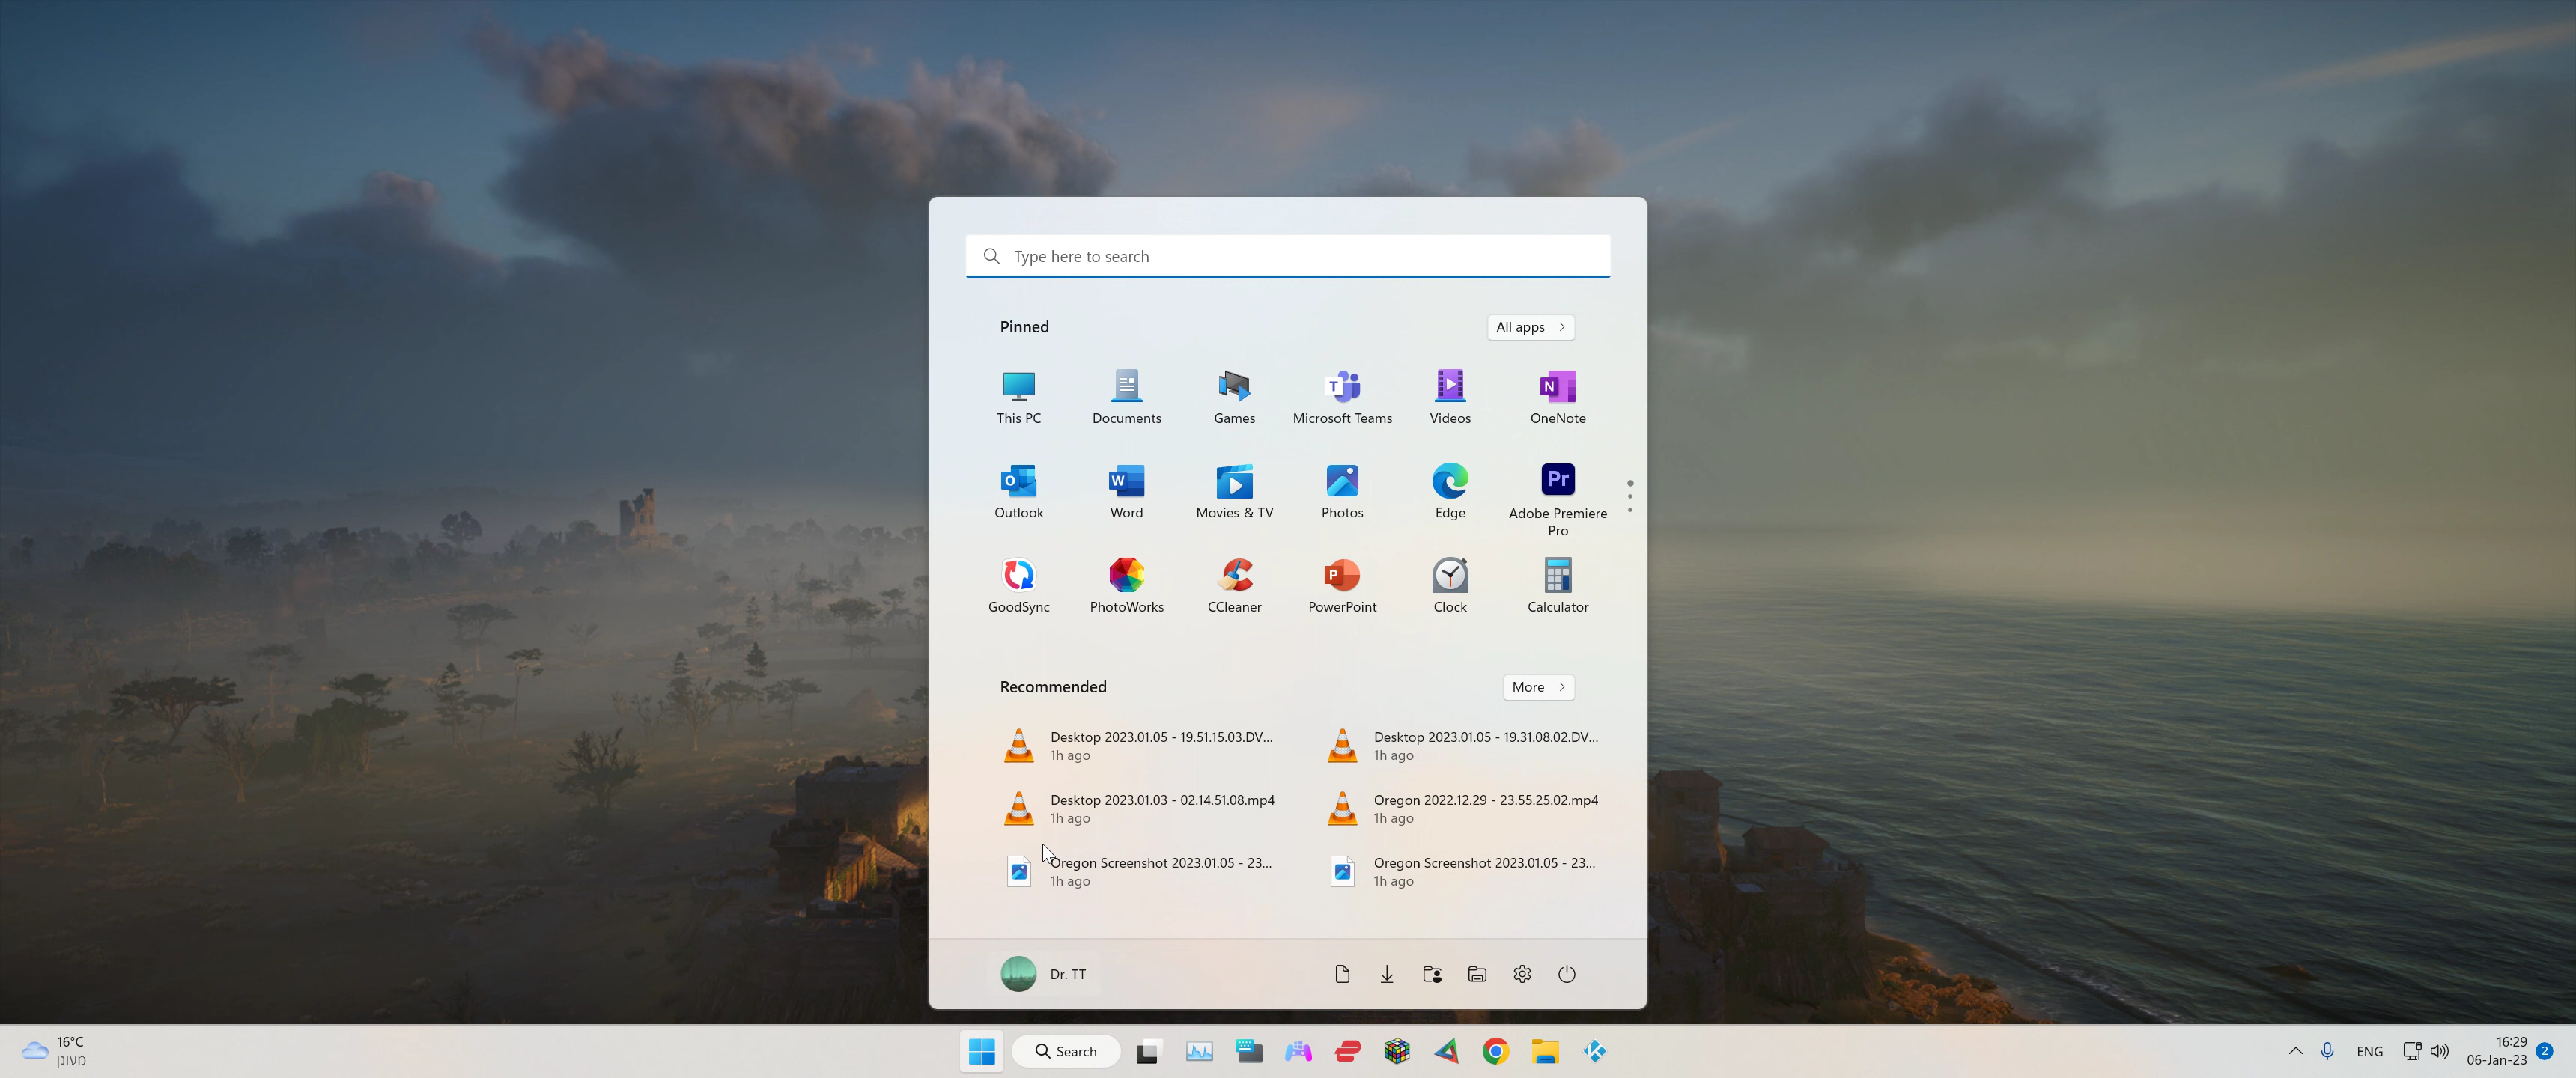 Type here to search
Pinned
All apps
This PC
Documents
Games
Microsoft Teams
Videos
OneNote
Outlook
Word
Movies & TV
Photos
Edge
Adobe Premiere
Pro
GoodSync
PhotoWorks
CCleaner
PowerPoint
Clock
Calculator
Recommended
More
Desktop 2023.01.05 - 19.51.15.03.DV...
1h ago
Desktop 2023.01.05 - 19.31.08.02.DV...
1h ago
Desktop 2023.01.03 - 02.14.51.08.mp4
1h ago
Oregon 2022.12.29 - 23.55.25.02.mp4
1h ago
Oregon Screenshot 2023.01.05 - 23...
1h ago
Oregon Screenshot 2023.01.05 - 23...
1h ago
Dr. TT
16°C
מעונן
Search
ENG
16:29
06-Jan-23
2